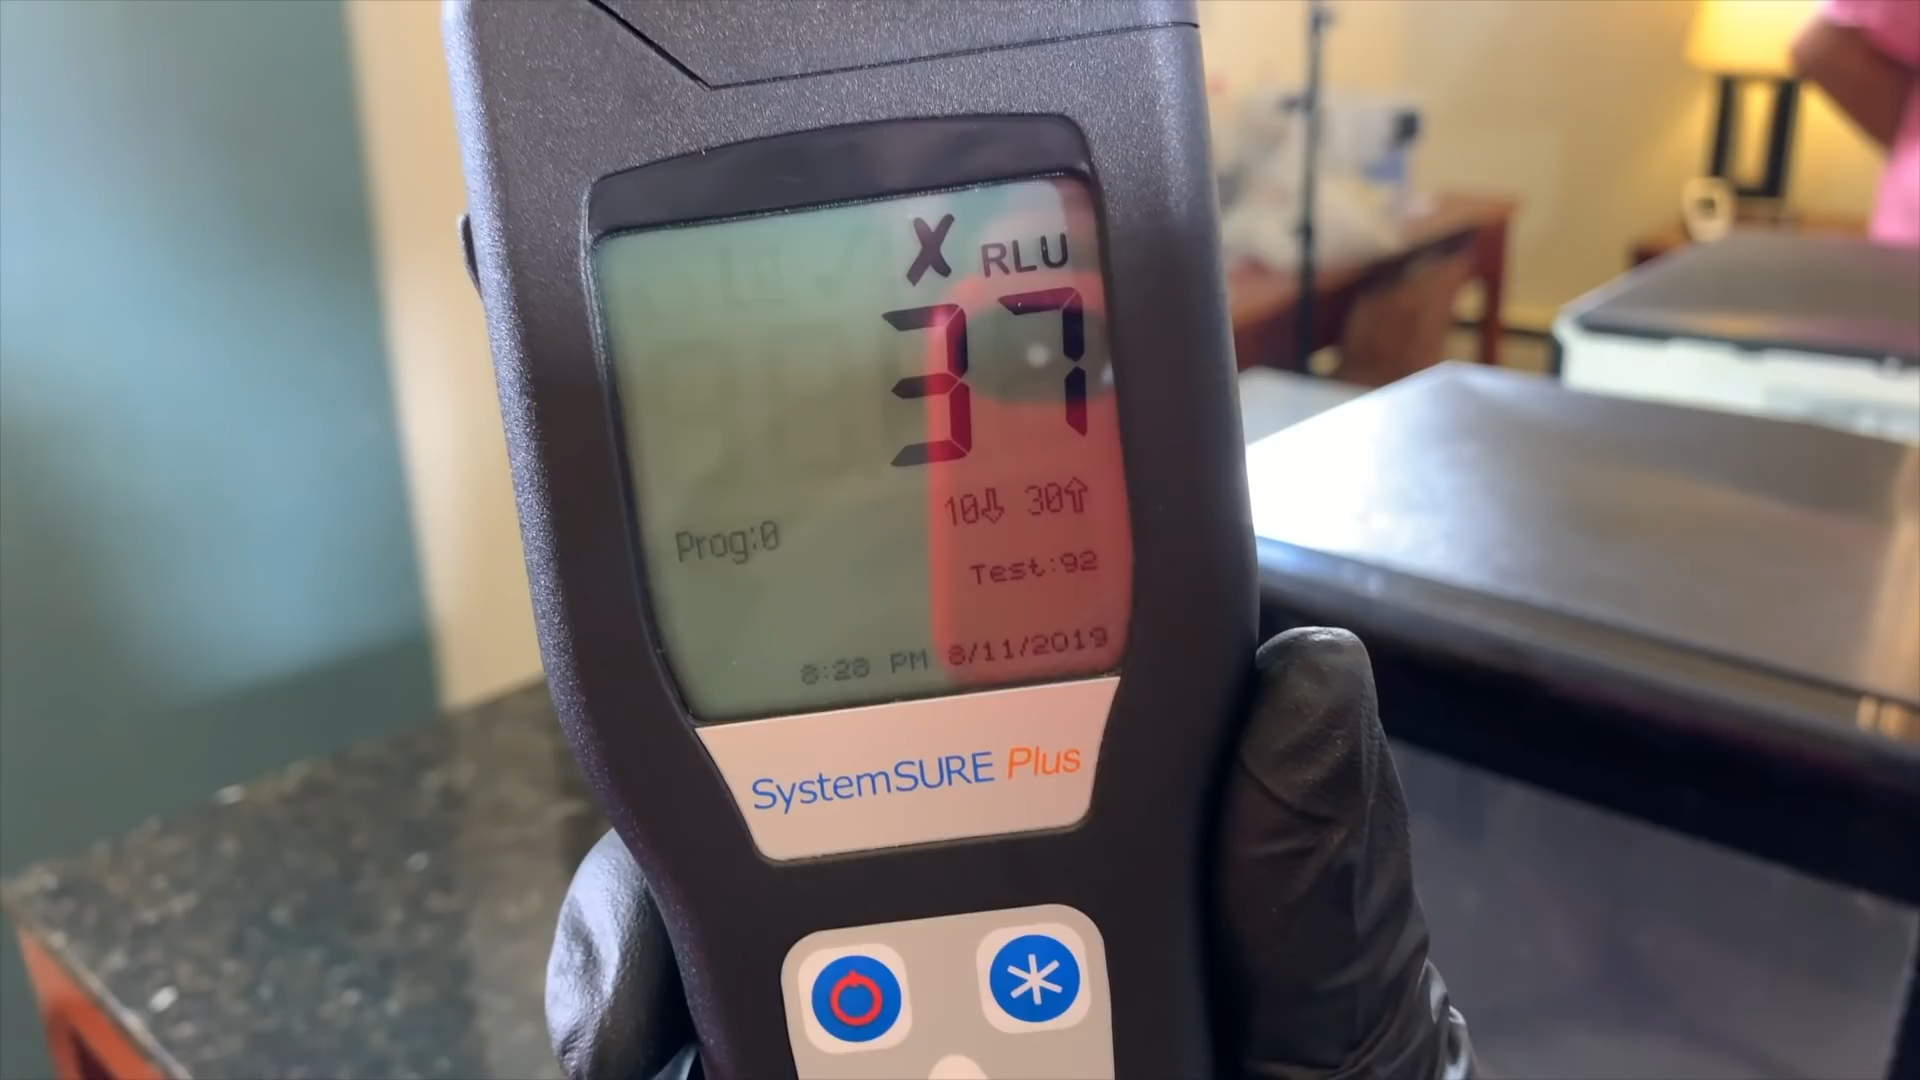 X RLU
37
10⇩ 30⇧
Prog:0
Test:92
8:28 PM 8/11/2019
SystemSURE Plus